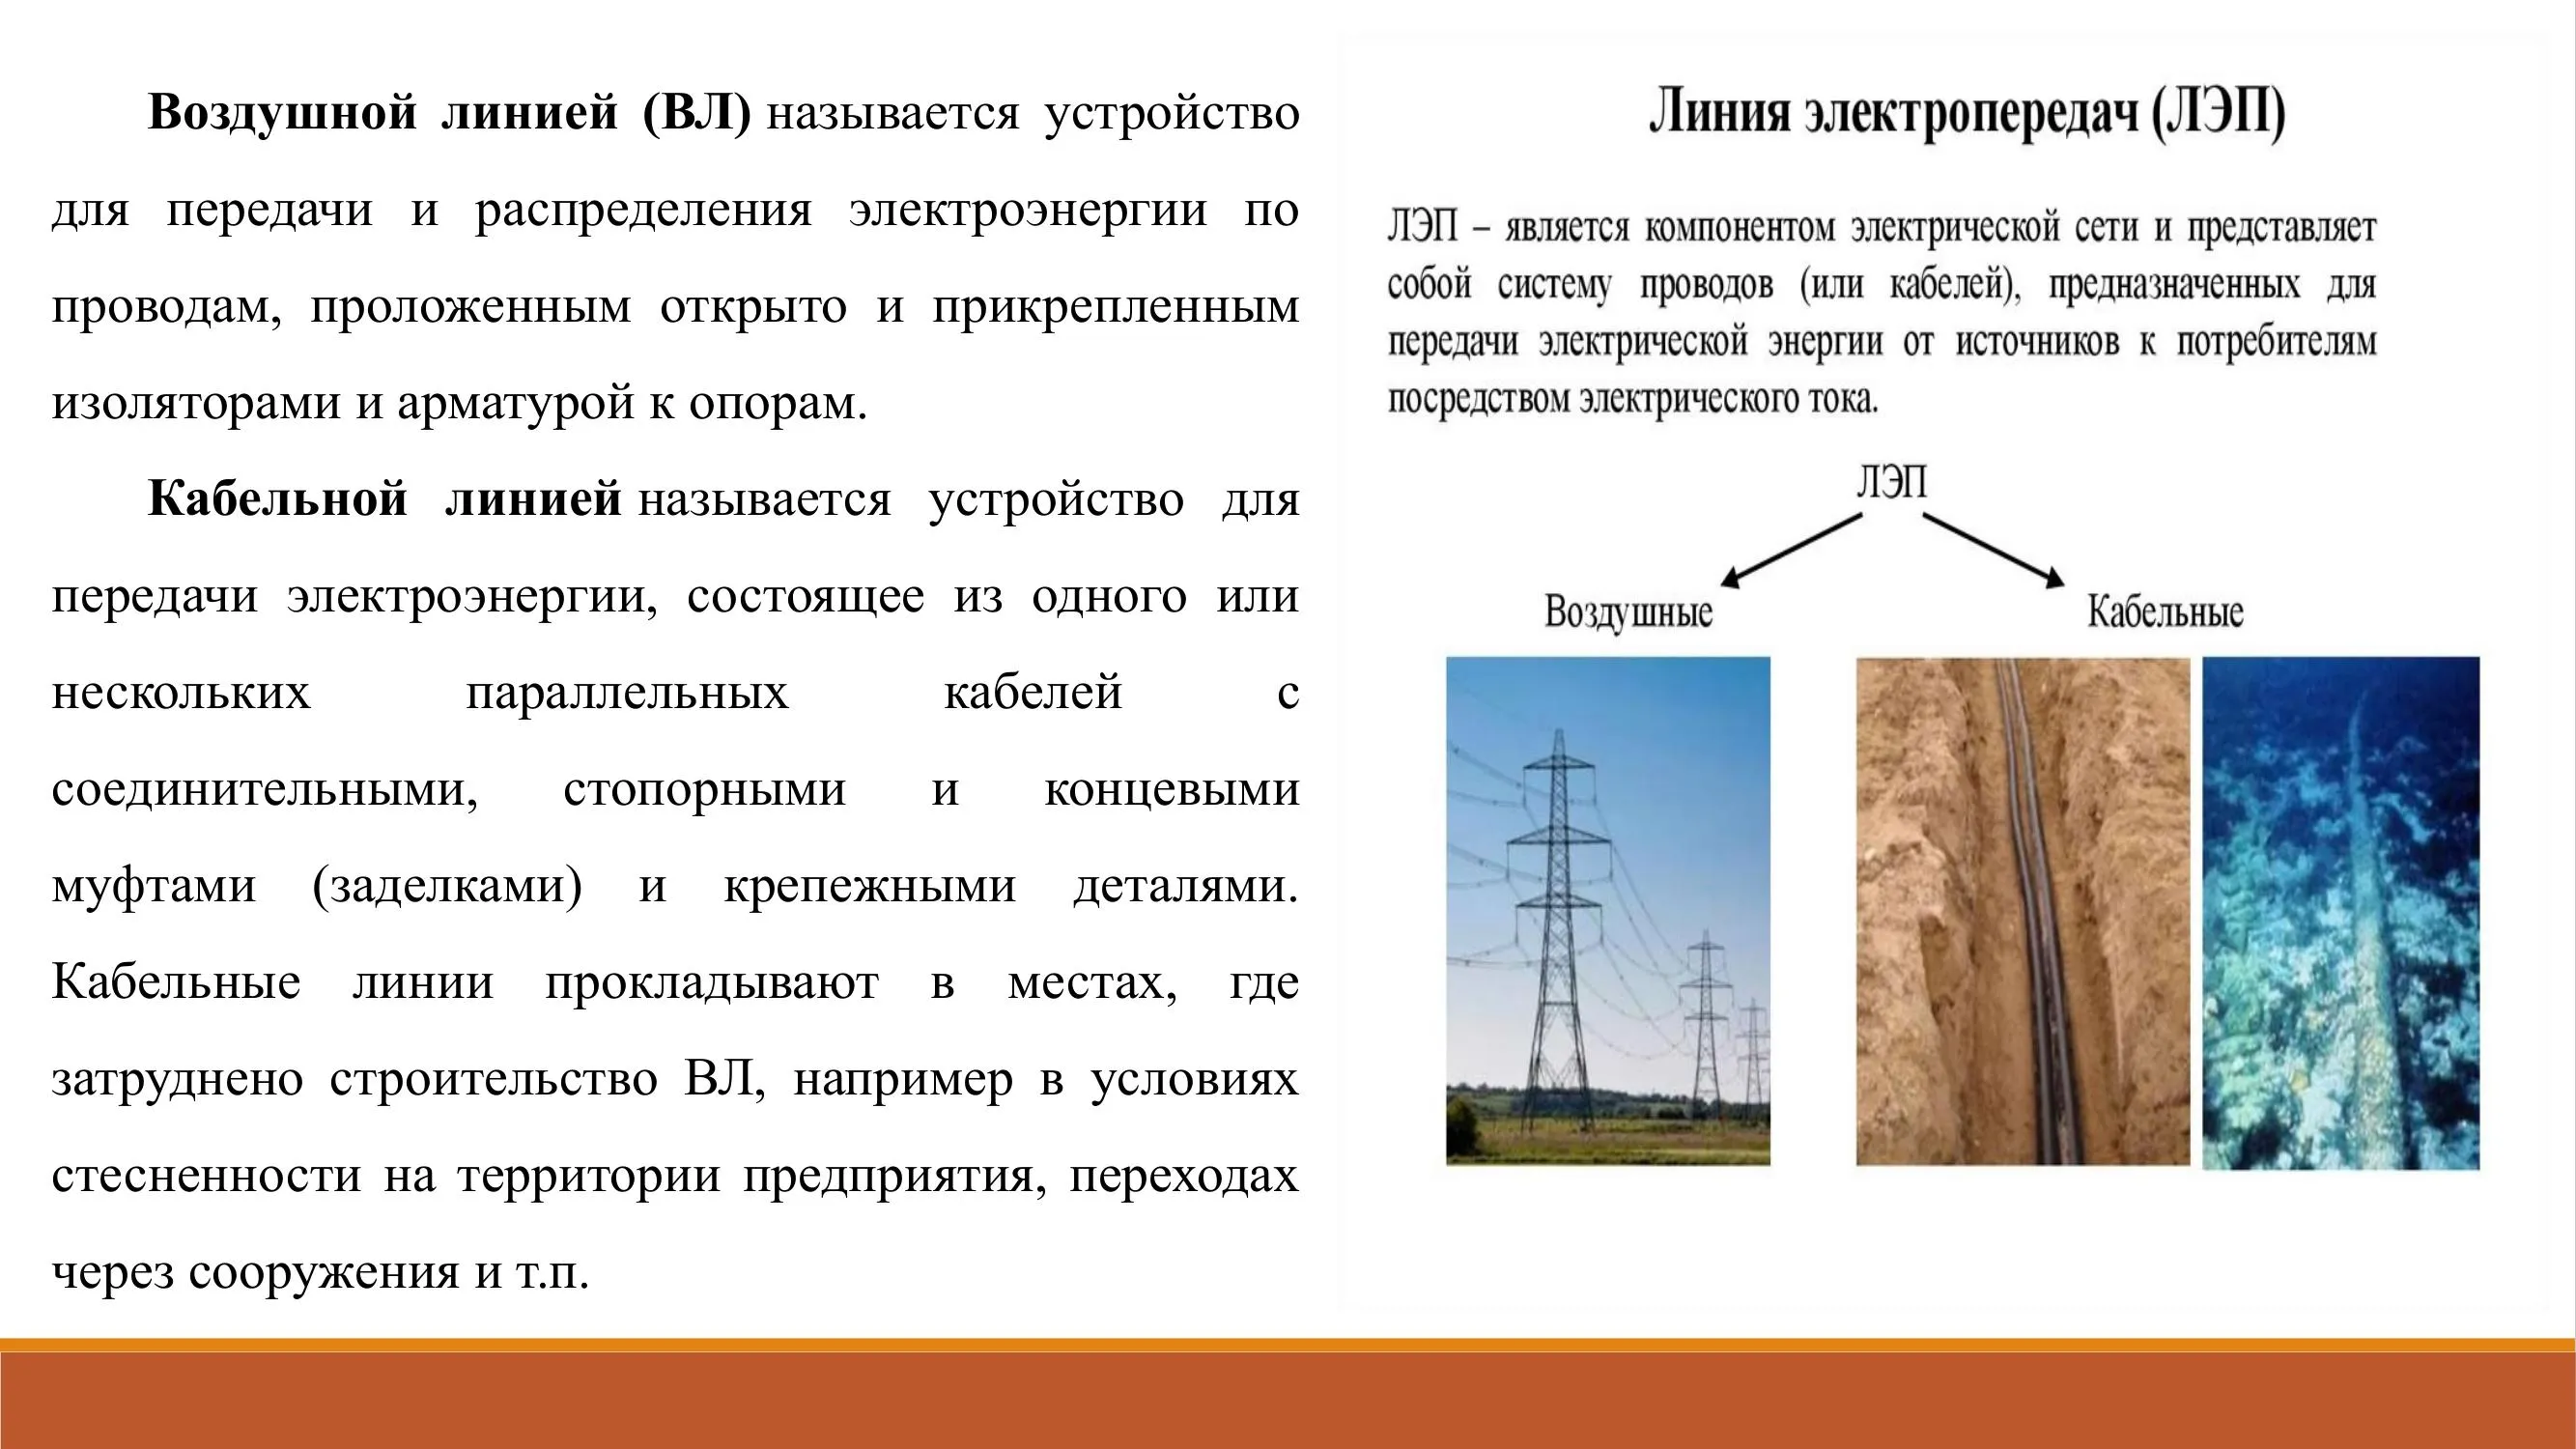 Воздушной линией (ВЛ) называется устройство
для передачи и распределения электроэнергии по
проводам, проложенным открыто и прикрепленным
изоляторами и арматурой к опорам.
Кабельной линией называется устройство для
передачи электроэнергии, состоящее из одного или
нескольких параллельных кабелей с
соединительными, стопорными и концевыми
муфтами (заделками) и крепежными деталями.
Кабельные линии прокладывают в местах, где
затруднено строительство ВЛ, например в условиях
стесненности на территории предприятия, переходах
через сооружения и т.п.
Линия электропередач (ЛЭП)
ЛЭП – является компонентом электрической сети и представляет
собой систему проводов (или кабелей), предназначенных для
передачи электрической энергии от источников к потребителям
посредством электрического тока.
ЛЭП
Воздушные
Кабельные